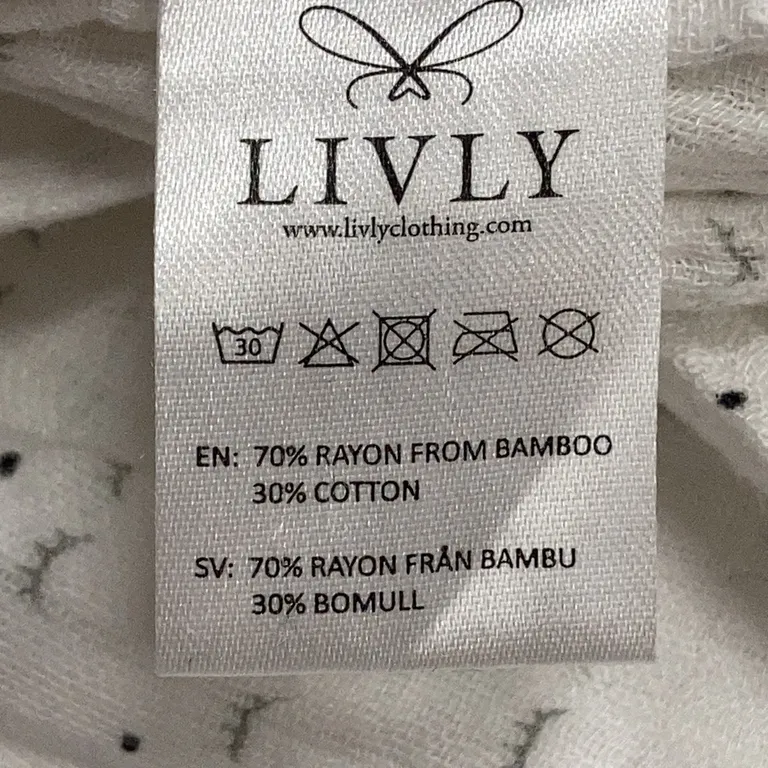 LIVLY
www.livlyclothing.com
30
EN: 70% RAYON FROM BAMBOO
30% COTTON
SV: 70% RAYON FRÅN BAMBU
30% BOMULL